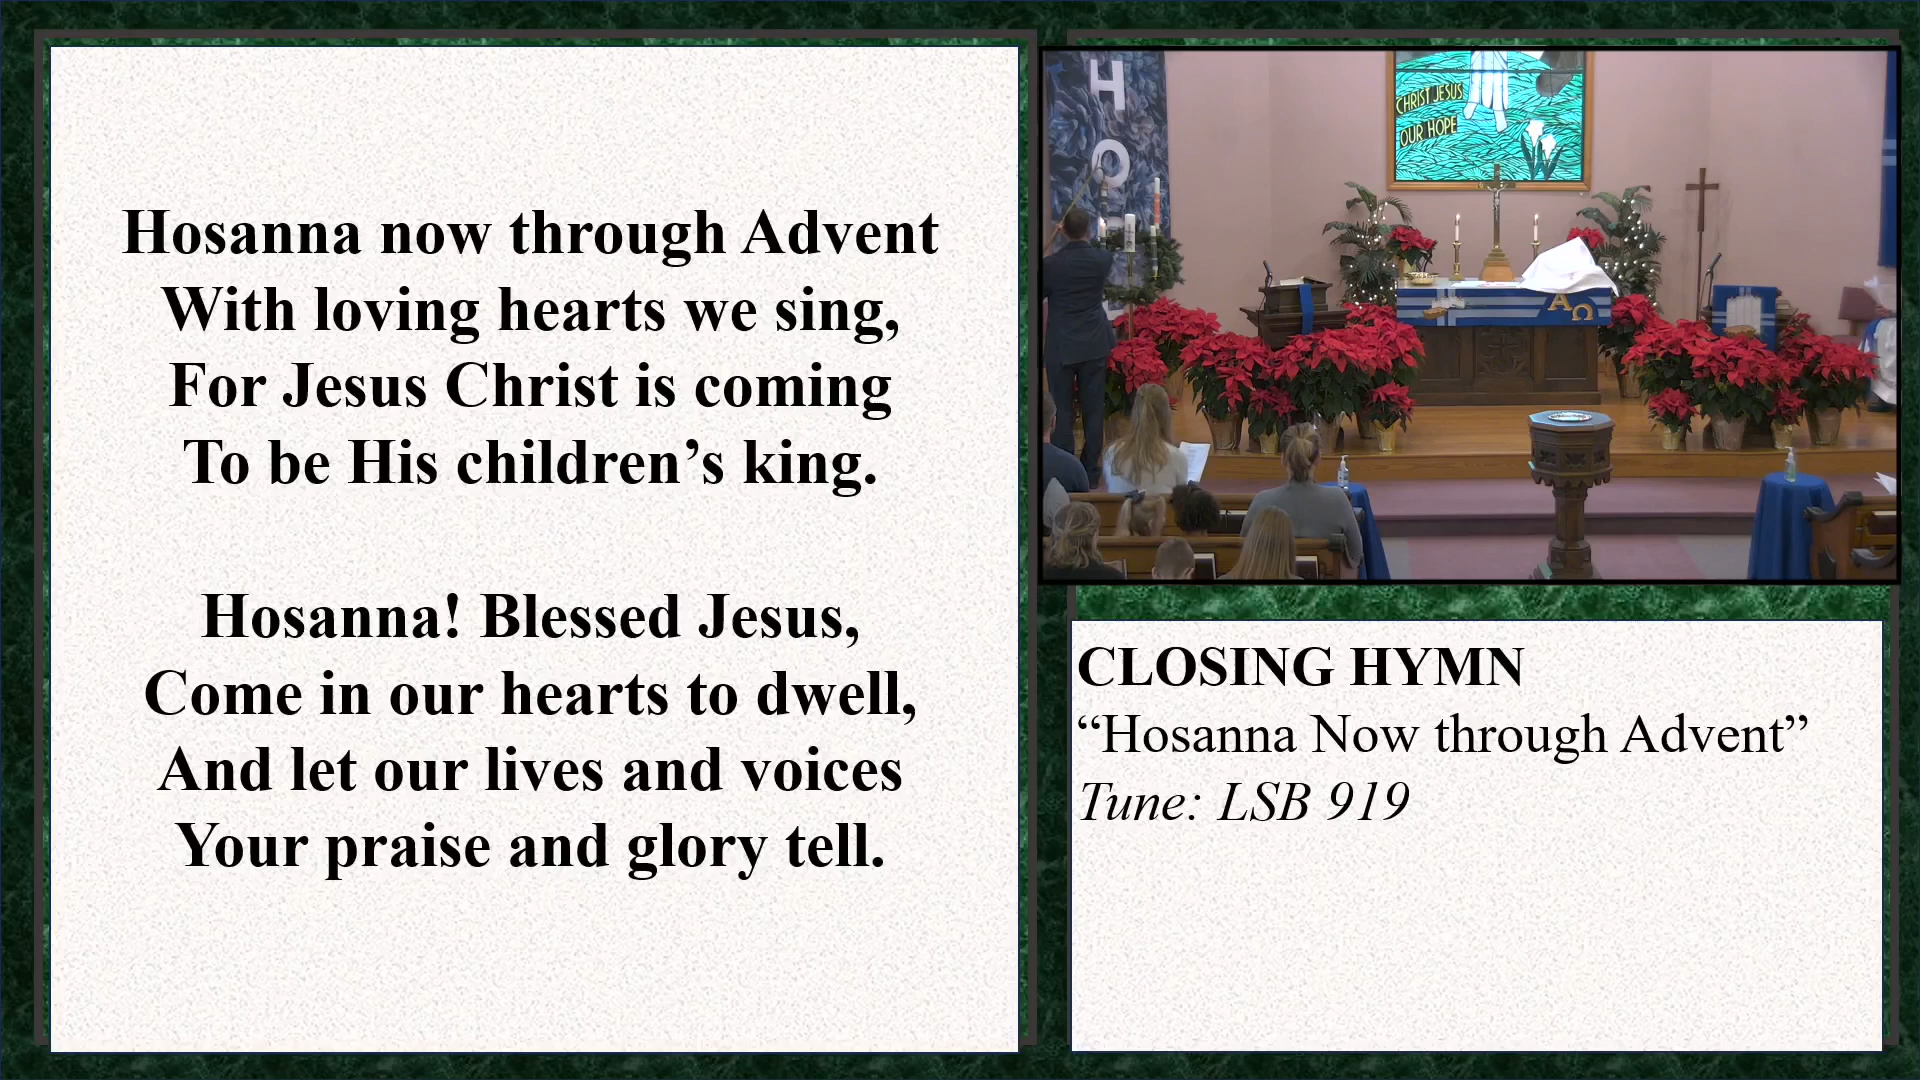 Hosanna now through Advent
With loving hearts we sing,
For Jesus Christ is coming
To be His children’s king.
Hosanna! Blessed Jesus,
Come in our hearts to dwell,
And let our lives and voices
Your praise and glory tell.
H
O
CHRIST JESUS
OUR HOPE
Α Ω
CLOSING HYMN
“Hosanna Now through Advent”
Tune: LSB 919